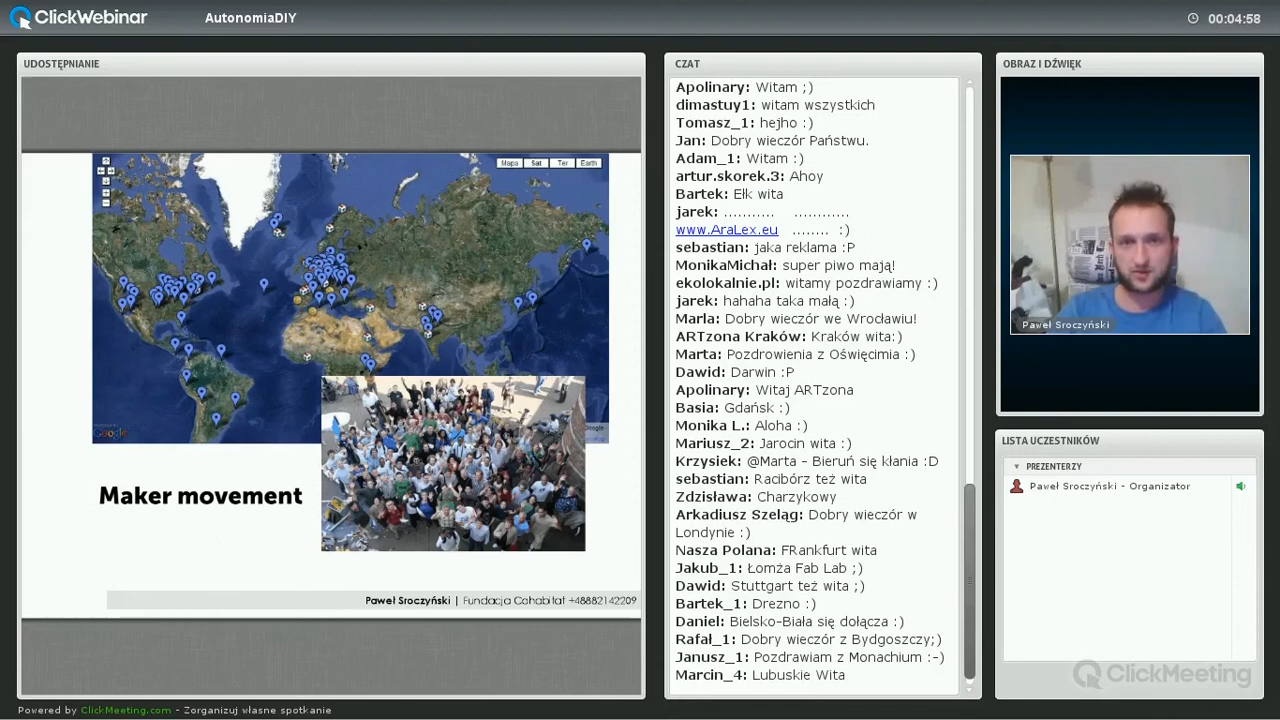 ClickWebinar
AutonomiaDIY
00:04:58
UDOSTĘPNIANIE
Maps Sat Ter Earth
Google
Maker movement
Paweł Sroczyński | Fundacja Cohabitat +48882142209
CZAT
Apolinary: Witam ;)
dimastuy1: witam wszystkich
Tomasz_1: hejho :)
Jan: Dobry wieczór Państwu.
Adam_1: Witam :)
artur.skorek.3: Ahoy
Bartek: Ełk wita
jarek: ........... ............
www.AraLex.eu ........ :)
sebastian: jaka reklama :P
MonikaMichał: super piwo mają!
ekolokalnie.pl: witamy pozdrawiamy :)
jarek: hahaha taka małą :)
Marla: Dobry wieczór we Wrocławiu!
ARTzona Kraków: Kraków wita:)
Marta: Pozdrowienia z Oświęcimia :)
Dawid: Darwin :P
Apolinary: Witaj ARTzona
Basia: Gdańsk :)
Monika L.: Aloha :)
Mariusz_2: Jarocin wita :)
Krzysiek: @Marta - Bieruń się kłania :D
sebastian: Racibórz też wita
Zdzisława: Charzykowy
Arkadiusz Szeląg: Dobry wieczór w
Londynie :)
Nasza Polana: FRankfurt wita
Jakub_1: Łomża Fab Lab ;)
Dawid: Stuttgart też wita ;)
Bartek_1: Drezno :)
Daniel: Bielsko-Biała się dołącza :)
Rafał_1: Dobry wieczór z Bydgoszczy;)
Janusz_1: Pozdrawiam z Monachium :-)
Marcin_4: Lubuskie Wita
OBRAZ I DŹWIĘK
Paweł Sroczyński
LISTA UCZESTNIKÓW
PREZENTERZY
Paweł Sroczyński - Organizator
ClickMeeting
Powered by ClickMeeting.com - Zorganizuj własne spotkanie